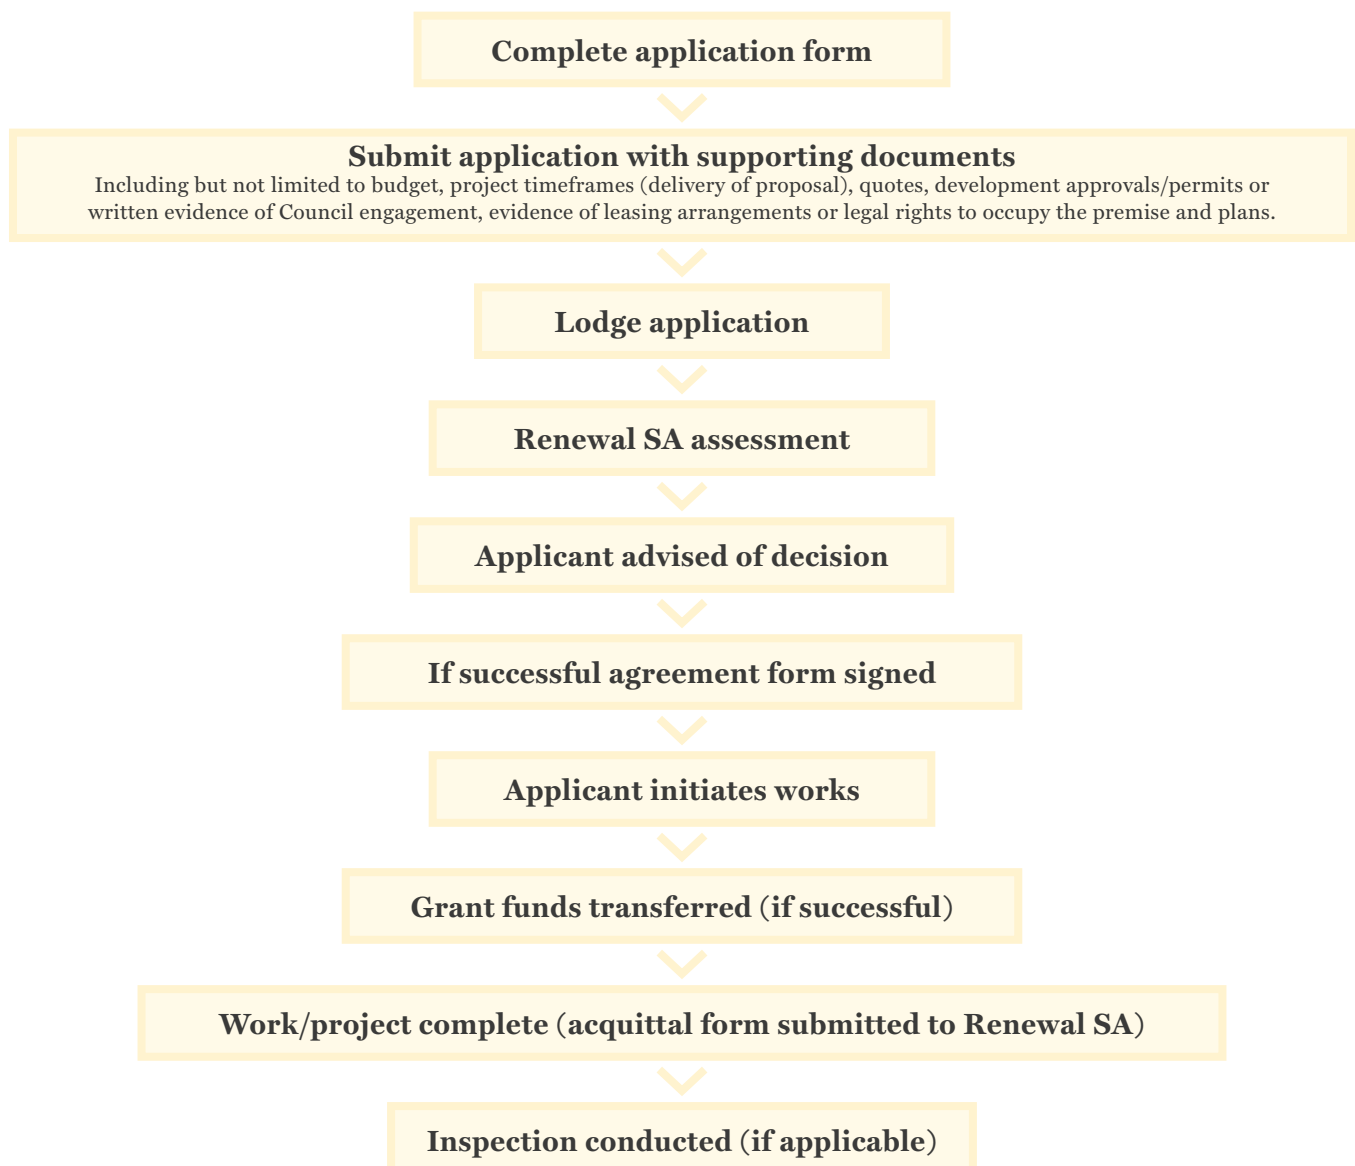 Complete application form
Submit application with supporting documents
Including but not limited to budget, project timeframes (delivery of proposal), quotes, development approvals/permits or
written evidence of Council engagement, evidence of leasing arrangements or legal rights to occupy the premise and plans.
Lodge application
Renewal SA assessment
Applicant advised of decision
If successful agreement form signed
Applicant initiates works
Grant funds transferred (if successful)
Work/project complete (acquittal form submitted to Renewal SA)
Inspection conducted (if applicable)